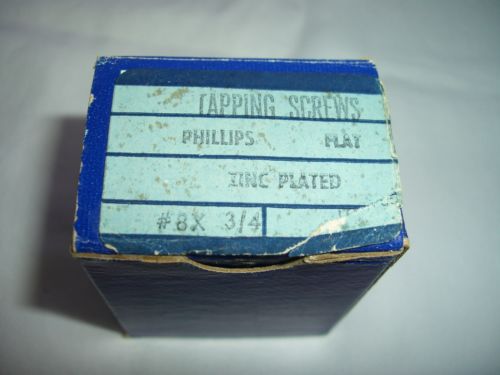 TAPPING SCREWS
PHILLIPS FLAT
ZINC PLATED
#8X 3/4